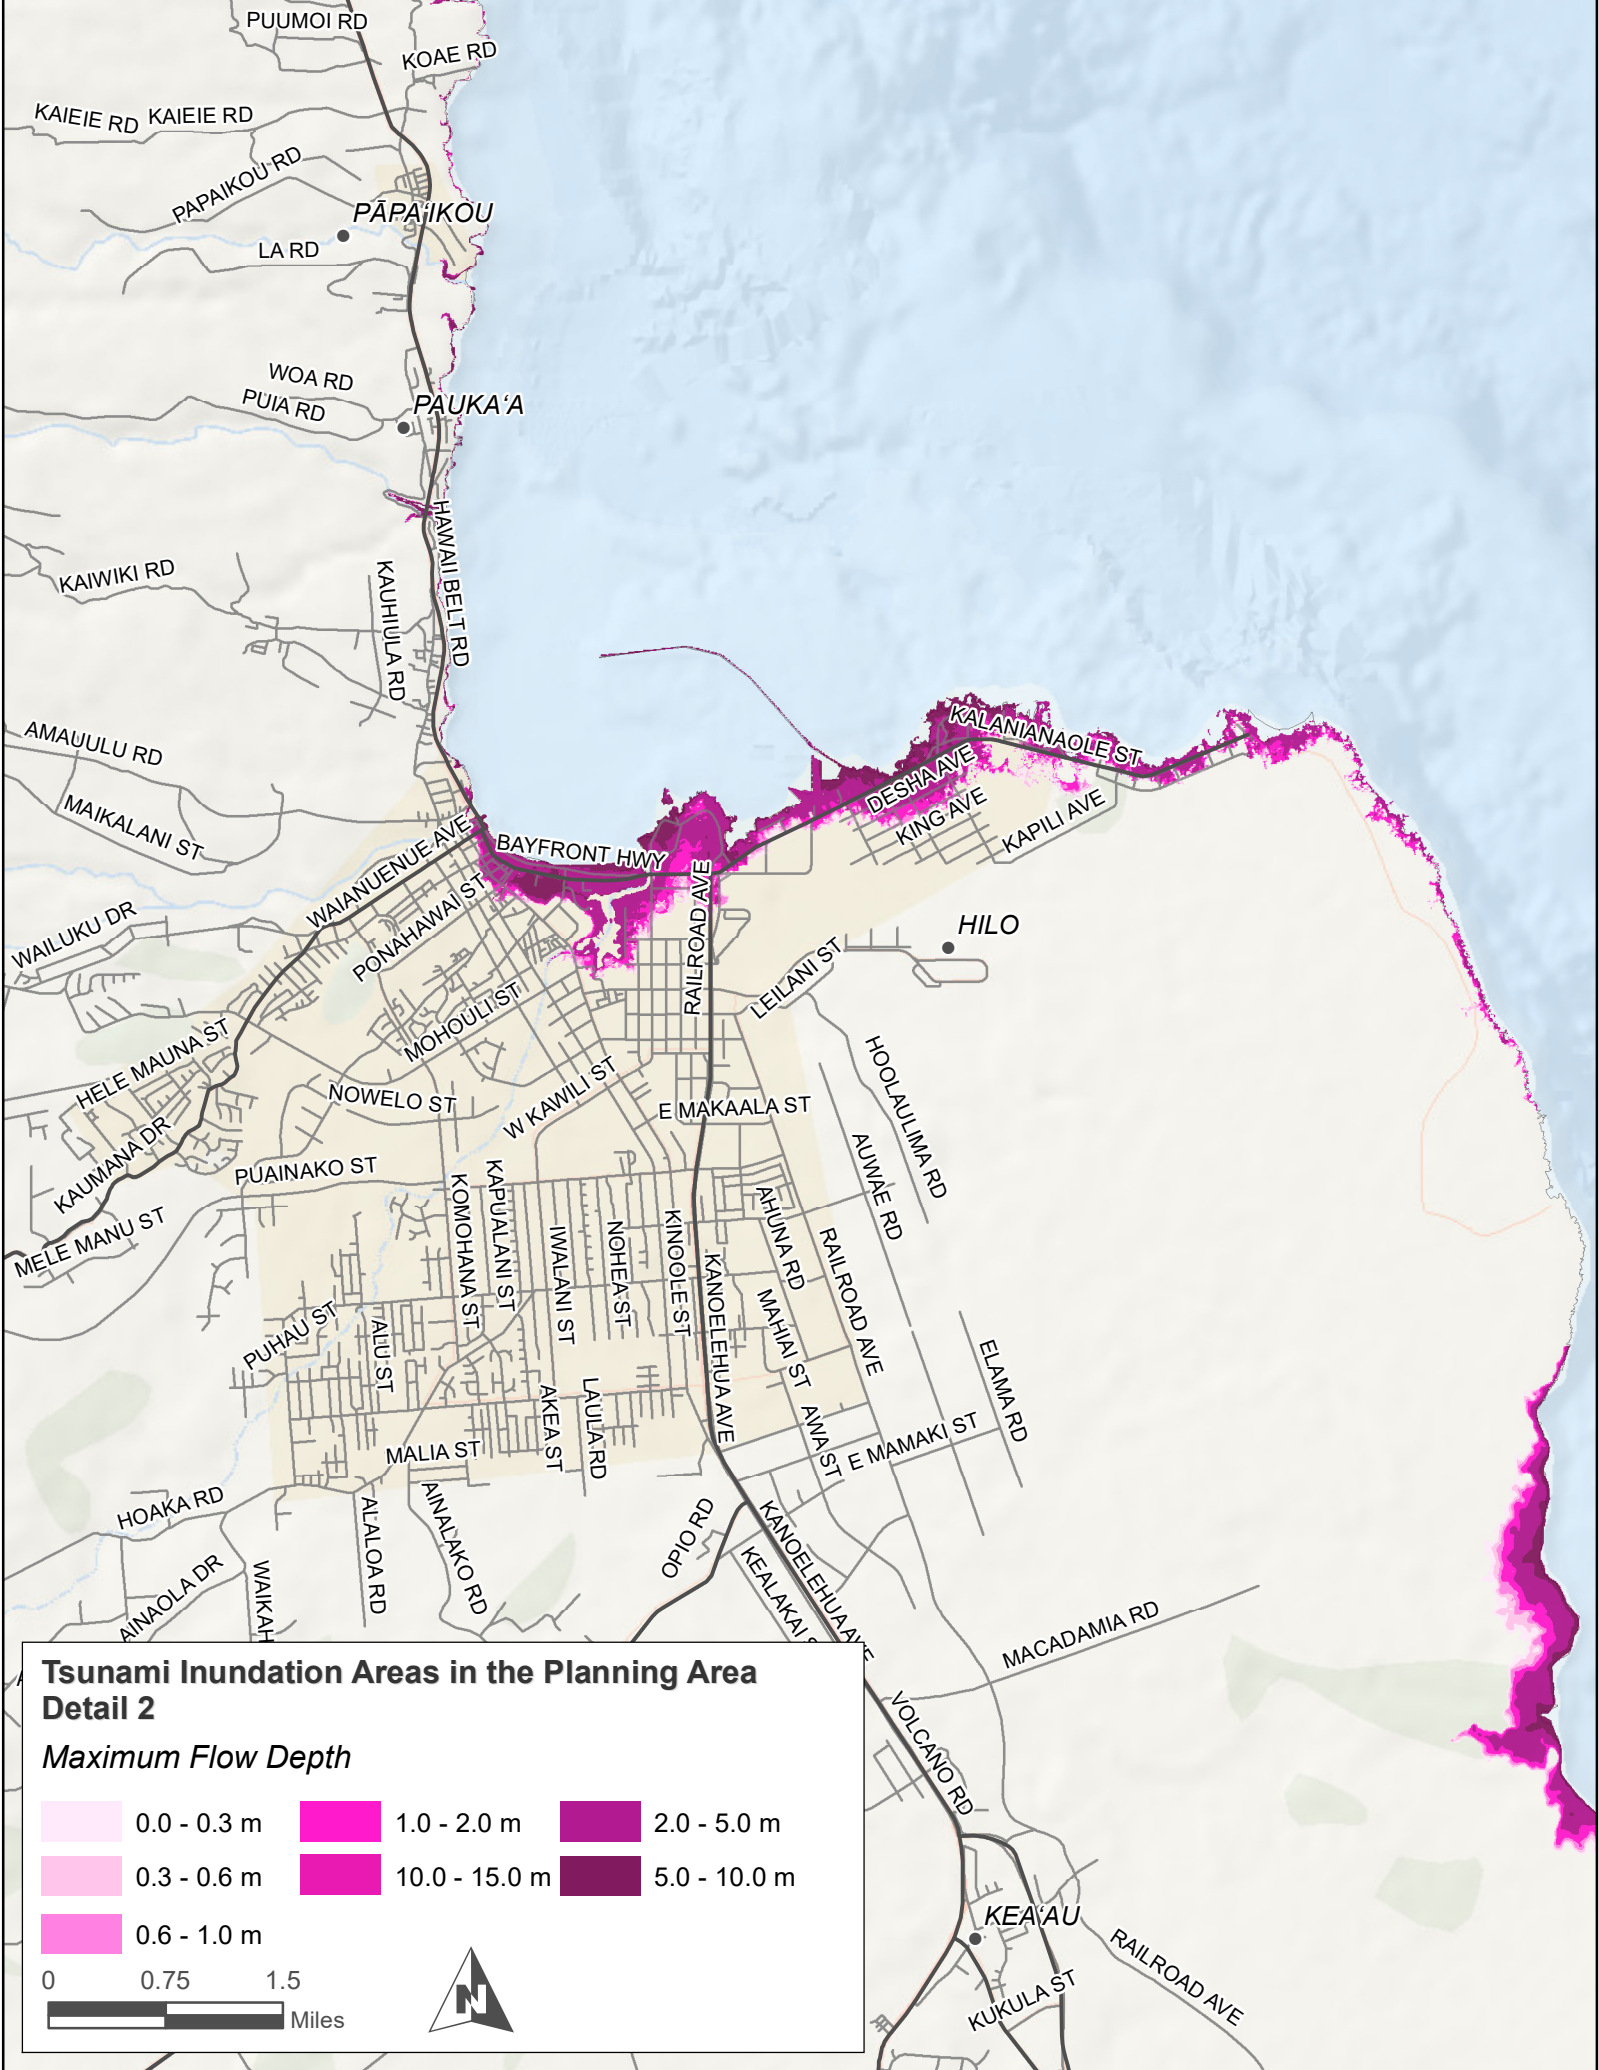 PUUMOI RD
KOAE RD
KAIEIE RD
KAIEIE RD
PAPAIKOU RD
PĀPAʻIKOU
LA RD
WOA RD
PUIA RD
PAUKAʻA
HAWAII BELT RD
KAIWIKI RD
KAUHIULA RD
AMAUULU RD
MAIKALANI ST
KALANIANAOLE ST
DESHA AVE
KING AVE
KAPILI AVE
BAYFRONT HWY
WAIANUENUE AVE
PONAHAWAI ST
RAILROAD AVE
WAILUKU DR
HILO
LEILANI ST
MOHOULI ST
HELE MAUNA ST
NOWELO ST
W KAWILI ST
HOOLAULIMA RD
E MAKAALA ST
KAUMANA DR
AUWAE RD
PUAINAKO ST
MELE MANU ST
KOMOHANA ST
KAPUALANI ST
IWALANI ST
NOHEA ST
KINOOLE ST
KANOELEHUA AVE
AHUNA RD
RAILROAD AVE
MAHIAI ST
PUHAU ST
ALIU ST
ELAMA RD
AKEA ST
LAULA RD
AWA ST
E MAMAKI ST
MALIA ST
HOAKA RD
ALALOA RD
AINALAKO RD
OPIO RD
KANOELEHUA AVE
KEALAKAI S
AINAOLA DR
WAIKAH
MACADAMIA RD
VOLCANO RD
KEAʻAU
RAILROAD AVE
KUKULA ST
Tsunami Inundation Areas in the Planning Area
Detail 2
Maximum Flow Depth
0.0 - 0.3 m
1.0 - 2.0 m
2.0 - 5.0 m
0.3 - 0.6 m
10.0 - 15.0 m
5.0 - 10.0 m
0.6 - 1.0 m
0 0.75 1.5
Miles
N